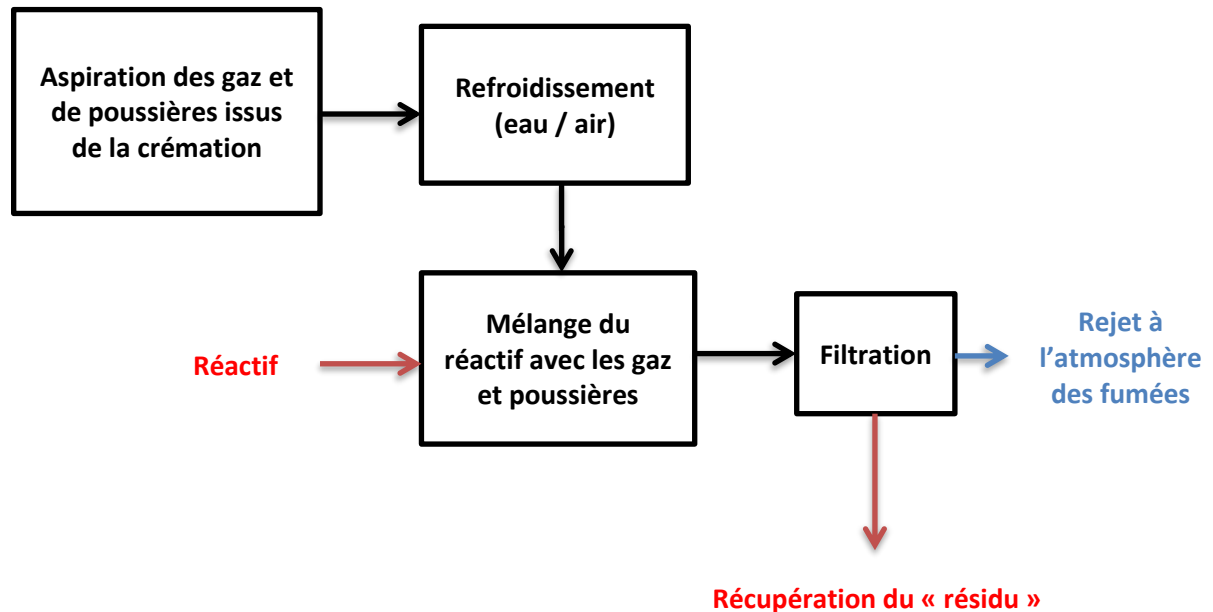 Aspiration des gaz et
de poussières issus
de la crémation
Refroidissement
(eau / air)
Réactif
Mélange du
réactif avec les gaz
et poussières
Filtration
Rejet à
l’atmosphère
des fumées
Récupération du « résidu »